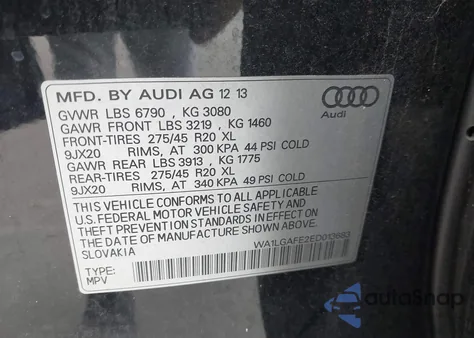 MFD. BY AUDI AG 12 13
GVWR LBS 6790 , KG 3080
GAWR FRONT LBS 3219 , KG 1460
FRONT-TIRES 275/45 R20 XL
9JX20 RIMS, AT 300 KPA 44 PSI COLD
GAWR REAR LBS 3913 , KG 1775
REAR-TIRES 275/45 R20 XL
9JX20 RIMS, AT 340 KPA 49 PSI COLD
THIS VEHICLE CONFORMS TO ALL APPLICABLE
U.S.FEDERAL MOTOR VEHICLE SAFETY AND
THEFT PREVENTION STANDARDS IN EFFECT ON THE
DATE OF MANUFACTURE SHOWN ABOVE
SLOVAKIA
WA1LGAFE2ED013683
TYPE:
MPV
Audi
autoSnap